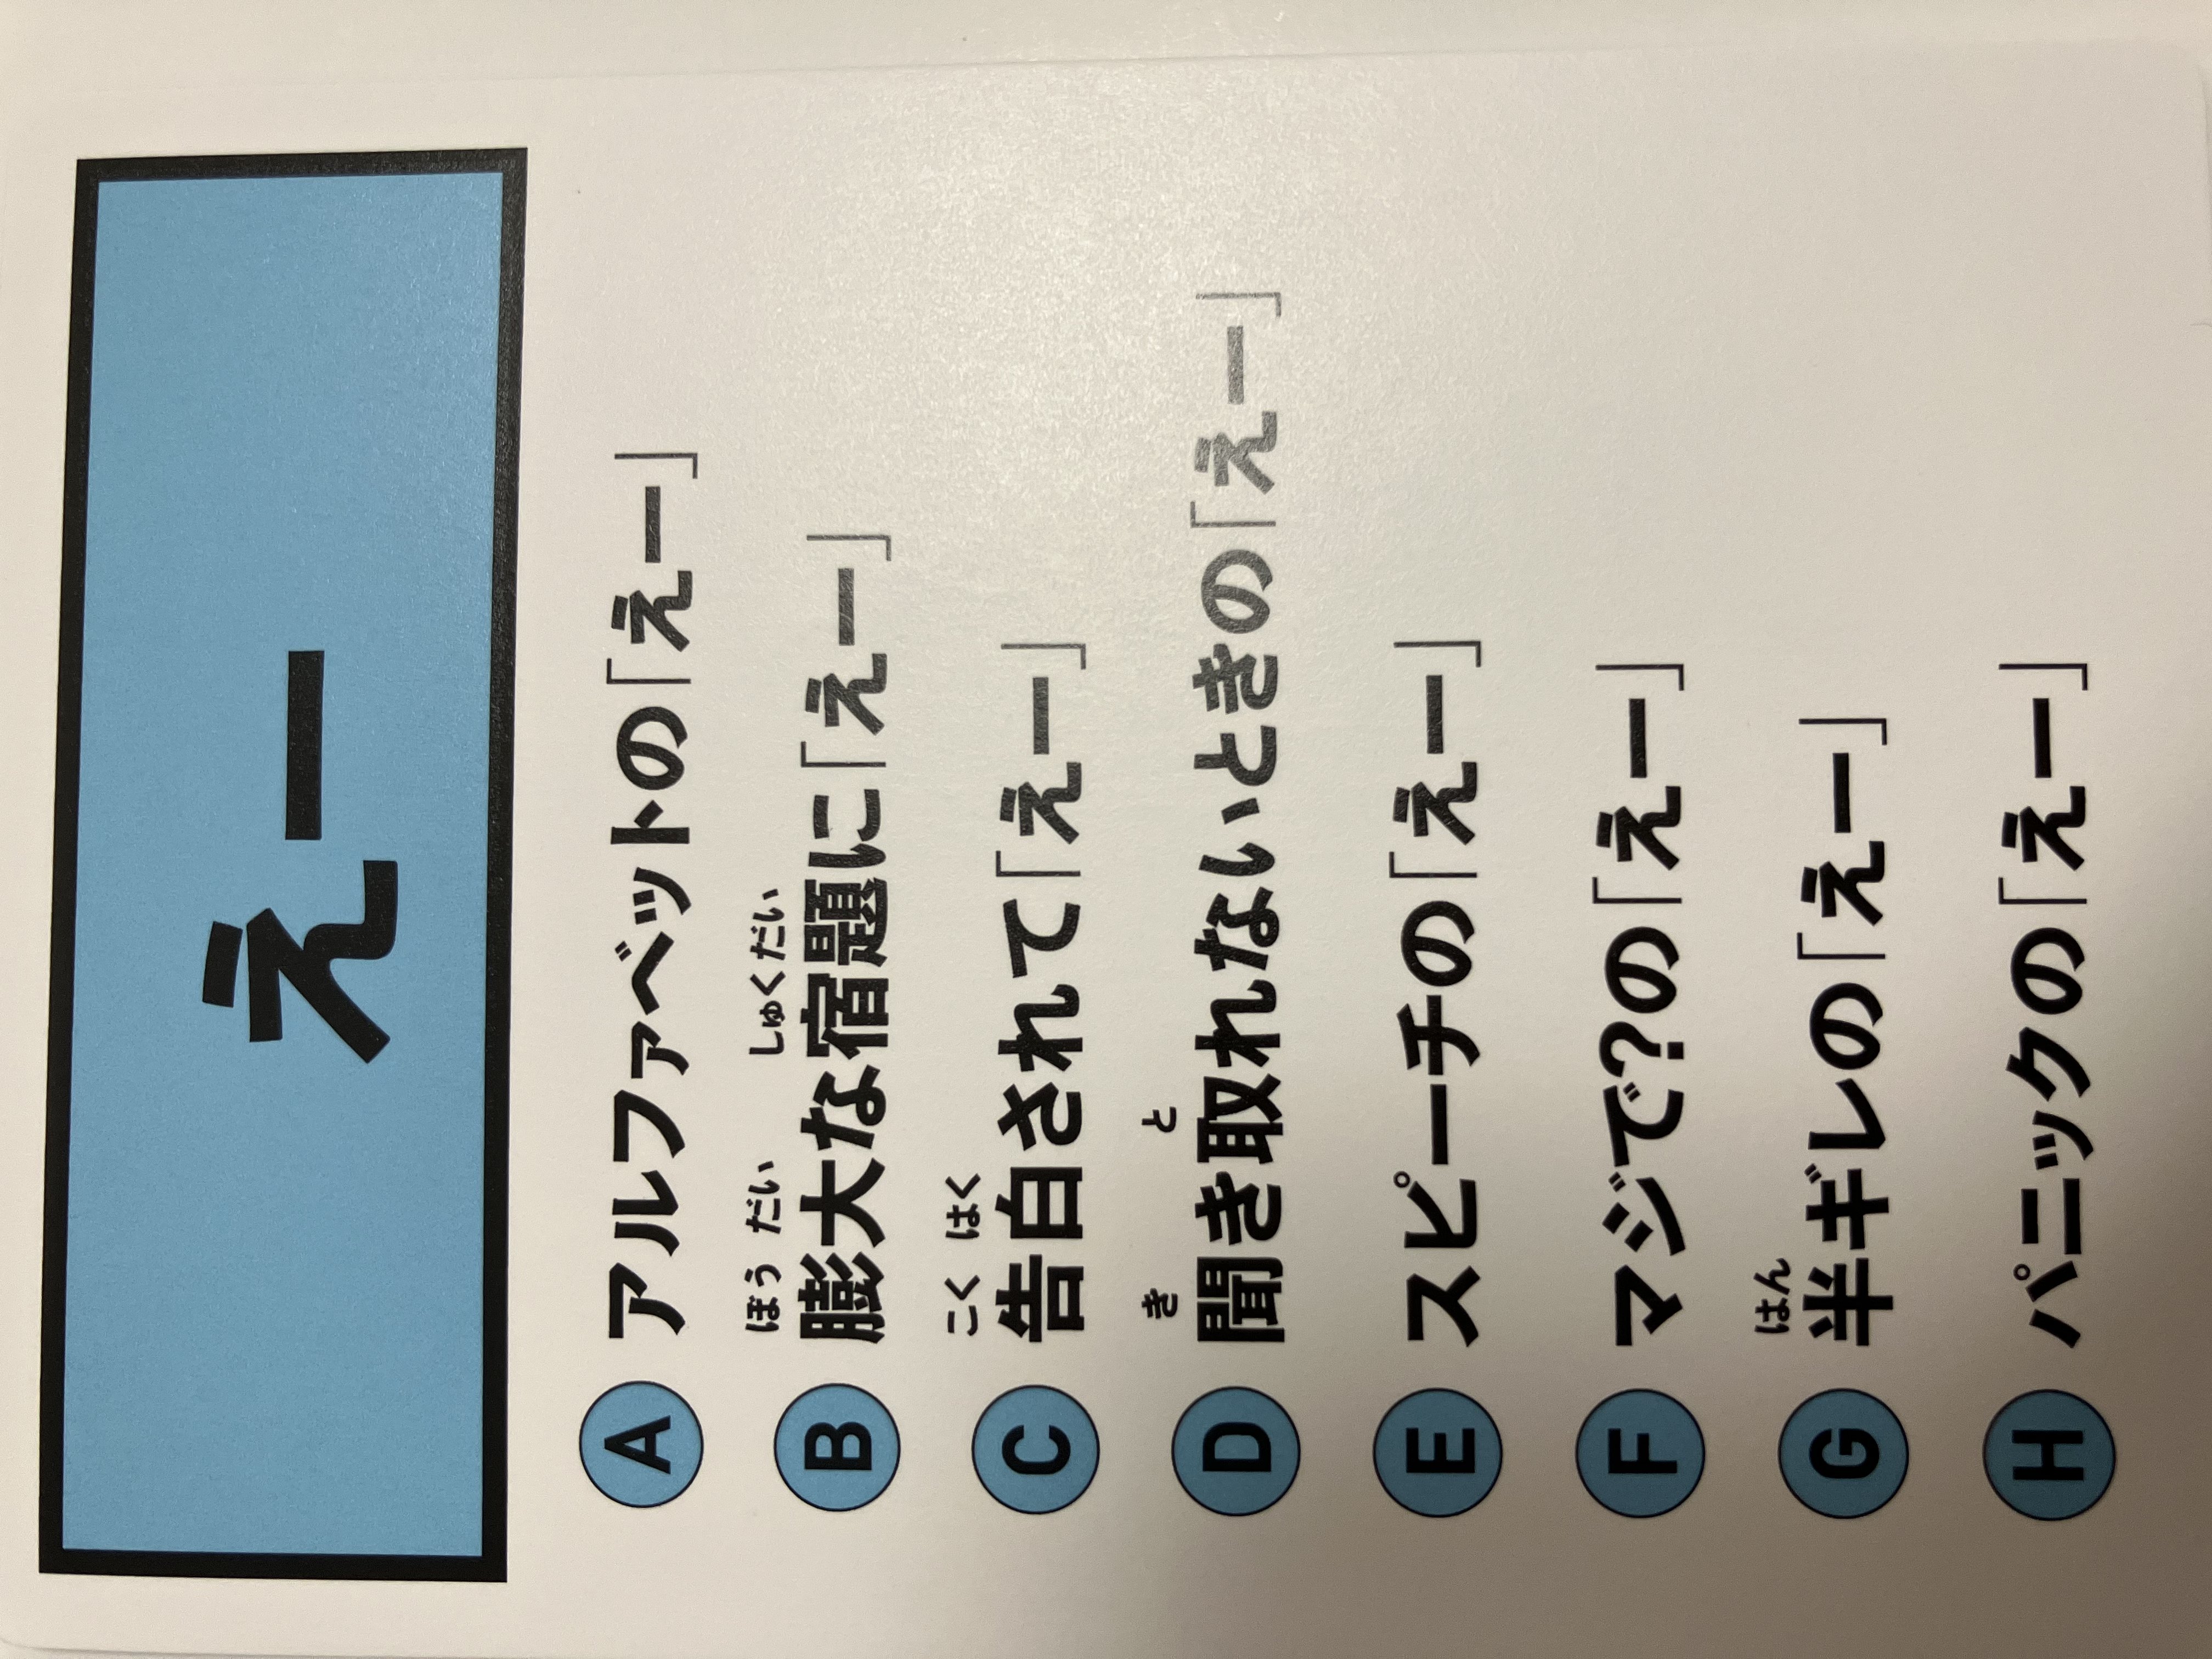 えー
A アルファベットの「えー」
ぼう だい しゅくだい
B 膨大な宿題に「えー」
こく はく
C 告白されて「えー」
き と
D 聞き取れないときの「えー」
E スピーチの「えー」
F マジで?の「えー」
はん
G 半ギレの「えー」
H パニックの「えー」